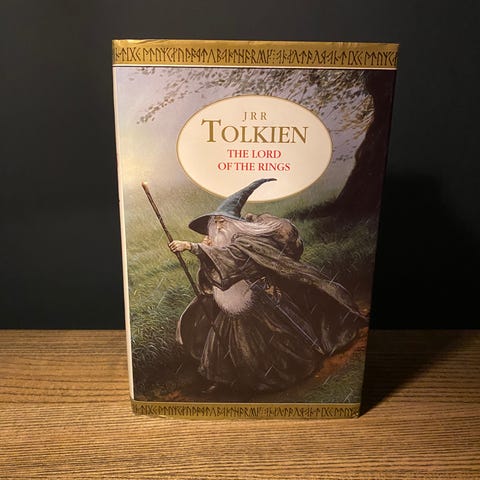 J R R
TOLKIEN
THE LORD
OF THE RINGS